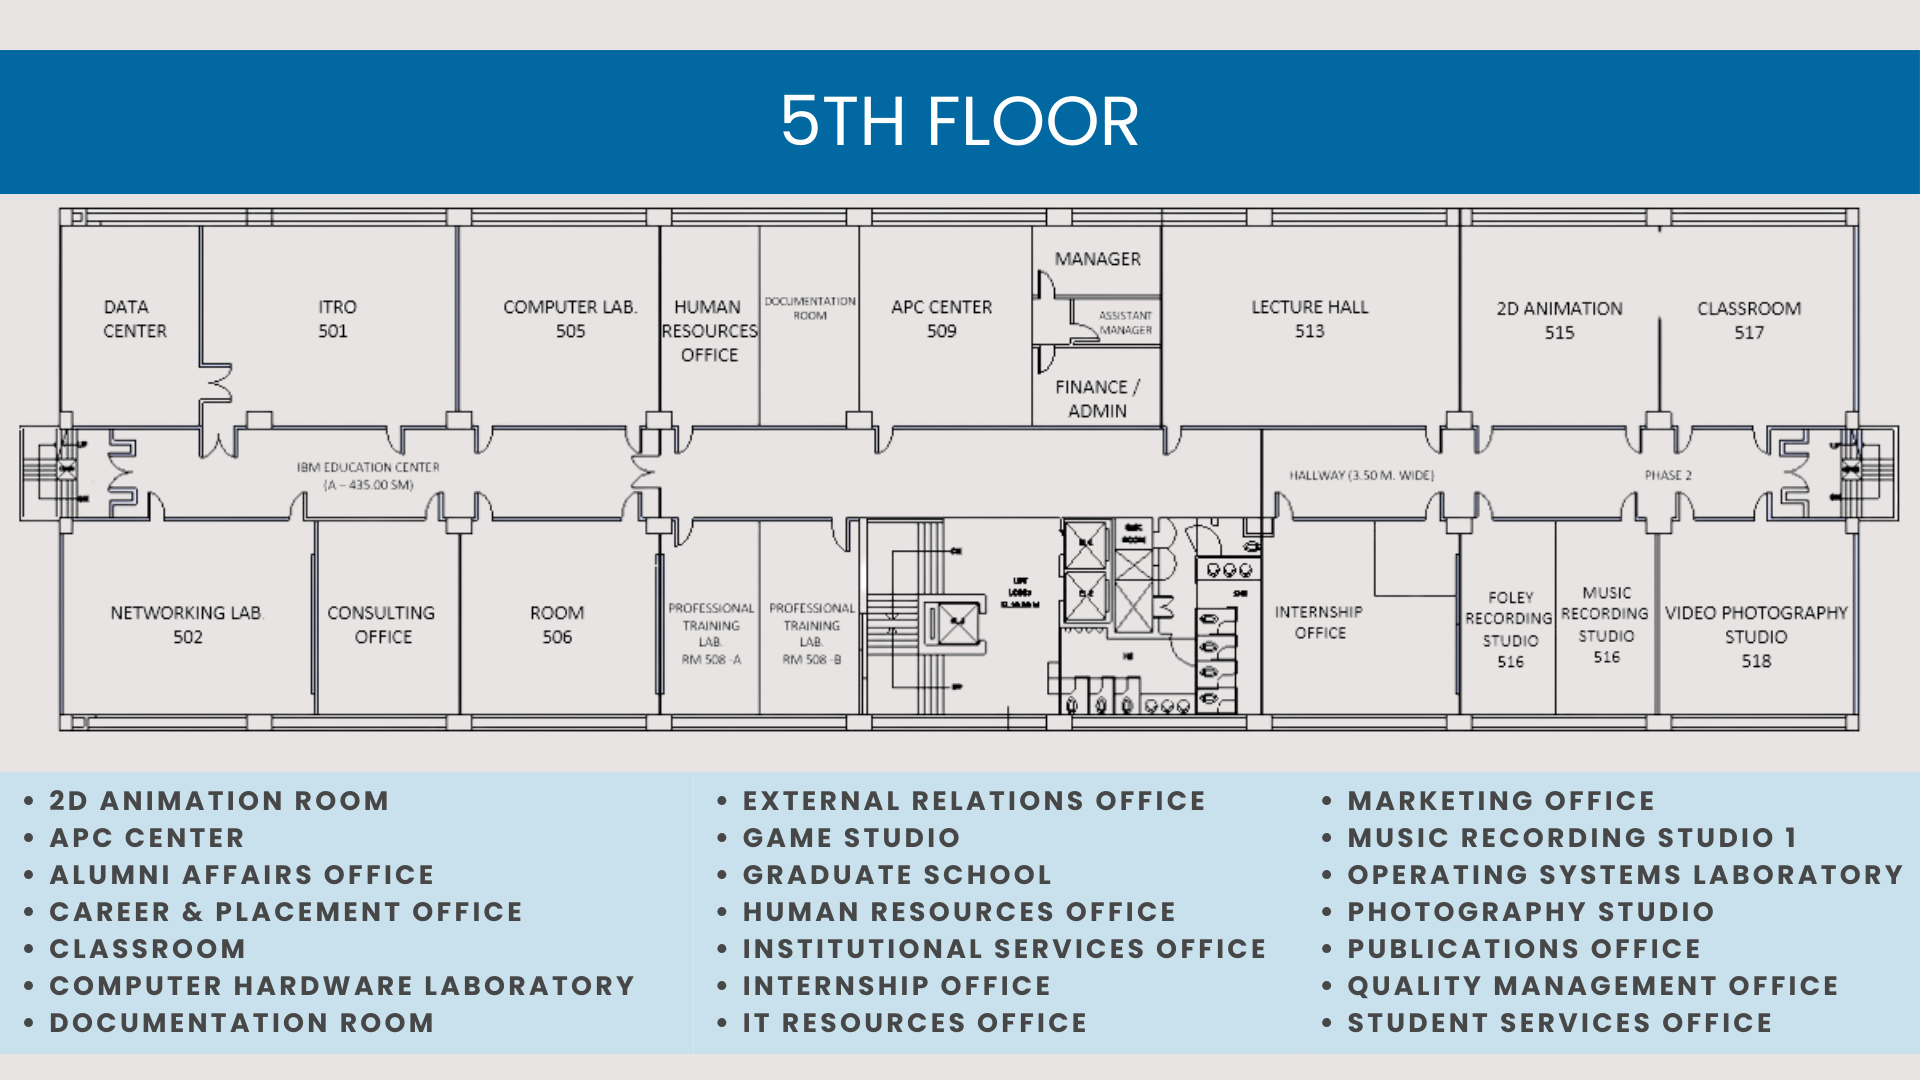 5TH FLOOR
DATA
CENTER
ITRO
501
COMPUTER LAB.
505
HUMAN
RESOURCES
OFFICE
DOCUMENTATION
ROOM
APC CENTER
509
MANAGER
ASSISTANT
MANAGER
FINANCE /
ADMIN
LECTURE HALL
513
2D ANIMATION
515
CLASSROOM
517
IBM EDUCATION CENTER
(A – 435.00 SM)
HALLWAY (3.50 M. WIDE)
PHASE 2
NETWORKING LAB.
502
CONSULTING
OFFICE
ROOM
506
PROFESSIONAL
TRAINING
LAB.
RM 508 -A
PROFESSIONAL
TRAINING
LAB.
RM 508 -B
LIFT
LOBBY
ROOM
INTERNSHIP
OFFICE
FOLEY
RECORDING
STUDIO
516
MUSIC
RECORDING
STUDIO
516
VIDEO PHOTOGRAPHY
STUDIO
518
• 2D ANIMATION ROOM
• APC CENTER
• ALUMNI AFFAIRS OFFICE
• CAREER & PLACEMENT OFFICE
• CLASSROOM
• COMPUTER HARDWARE LABORATORY
• DOCUMENTATION ROOM
• EXTERNAL RELATIONS OFFICE
• GAME STUDIO
• GRADUATE SCHOOL
• HUMAN RESOURCES OFFICE
• INSTITUTIONAL SERVICES OFFICE
• INTERNSHIP OFFICE
• IT RESOURCES OFFICE
• MARKETING OFFICE
• MUSIC RECORDING STUDIO 1
• OPERATING SYSTEMS LABORATORY
• PHOTOGRAPHY STUDIO
• PUBLICATIONS OFFICE
• QUALITY MANAGEMENT OFFICE
• STUDENT SERVICES OFFICE